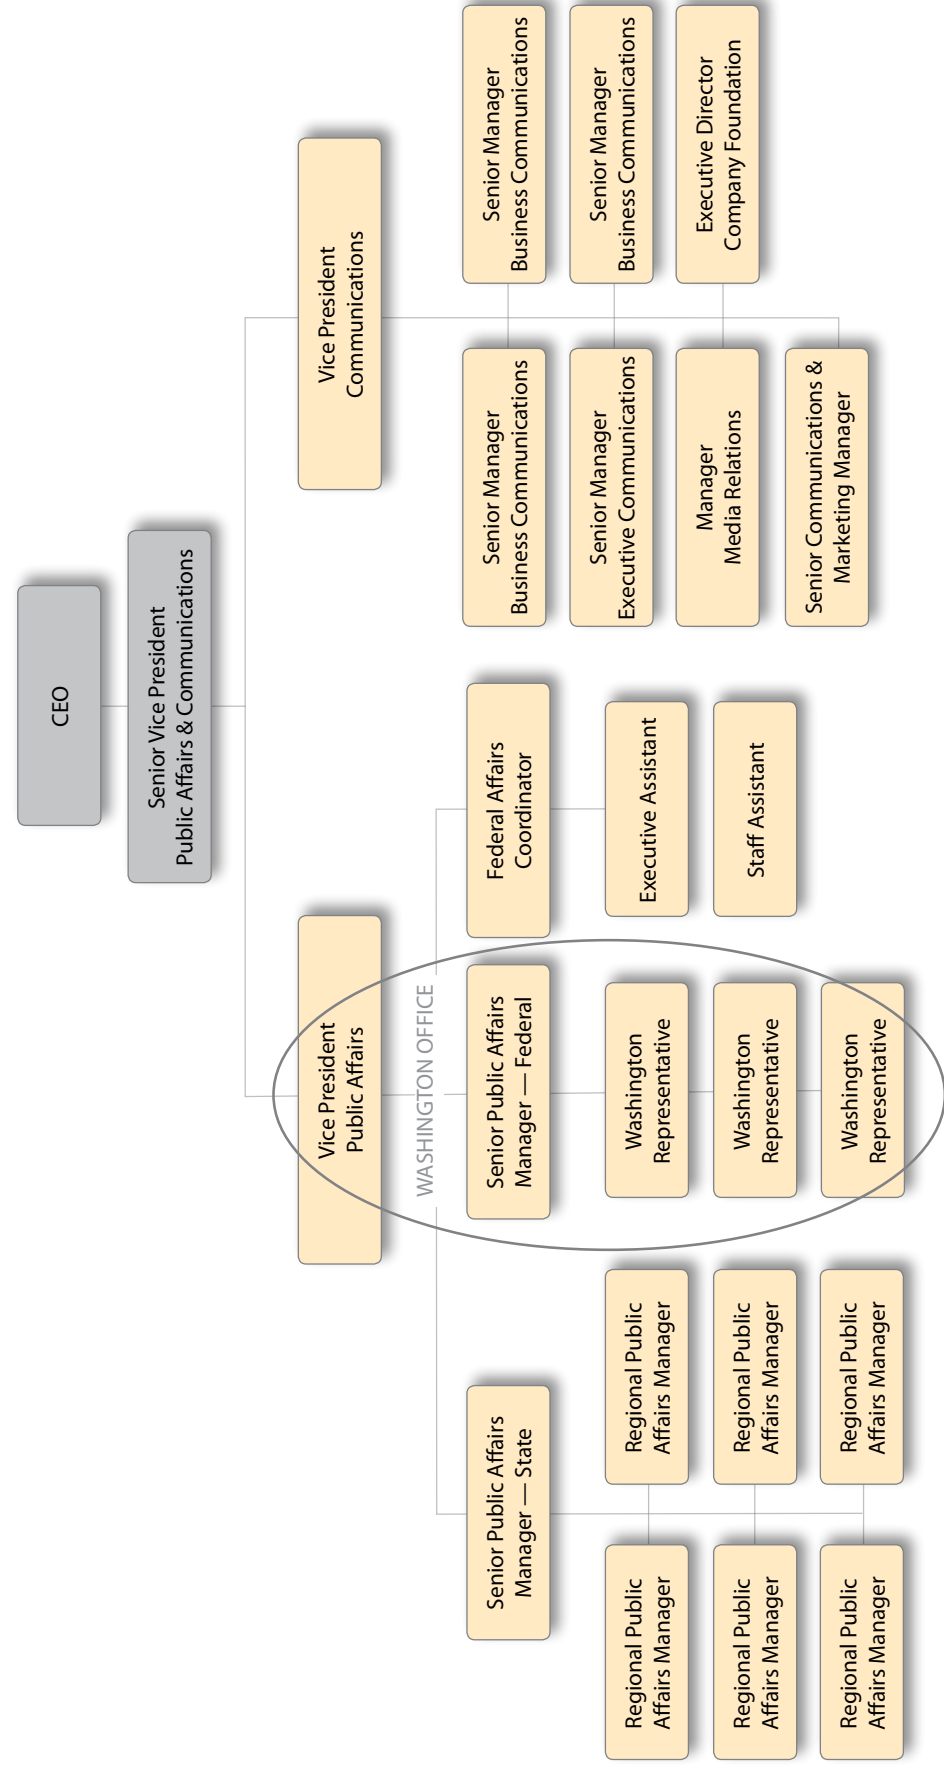 CEO
Senior Vice President
Public Affairs & Communications
Vice President
Public Affairs
Vice President
Communications
WASHINGTON OFFICE
Senior Public Affairs
Manager — State
Senior Public Affairs
Manager — Federal
Federal Affairs
Coordinator
Regional Public
Affairs Manager
Regional Public
Affairs Manager
Regional Public
Affairs Manager
Regional Public
Affairs Manager
Regional Public
Affairs Manager
Regional Public
Affairs Manager
Washington
Representative
Washington
Representative
Washington
Representative
Executive Assistant
Staff Assistant
Senior Manager
Business Communications
Senior Manager
Business Communications
Senior Manager
Executive Communications
Senior Manager
Business Communications
Manager
Media Relations
Executive Director
Company Foundation
Senior Communications &
Marketing Manager